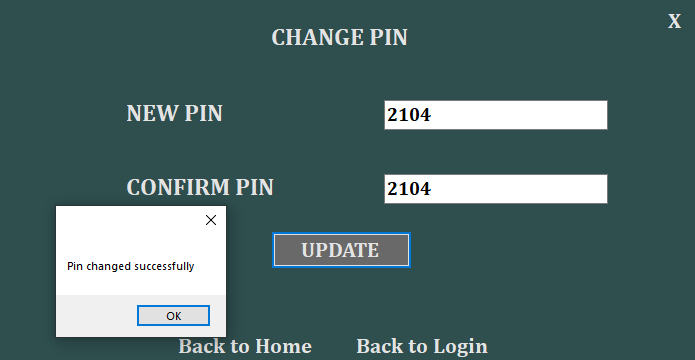 X
CHANGE PIN
NEW PIN 2104
CONFIRM PIN 2104
UPDATE
Pin changed successfully
OK
Back to Home Back to Login